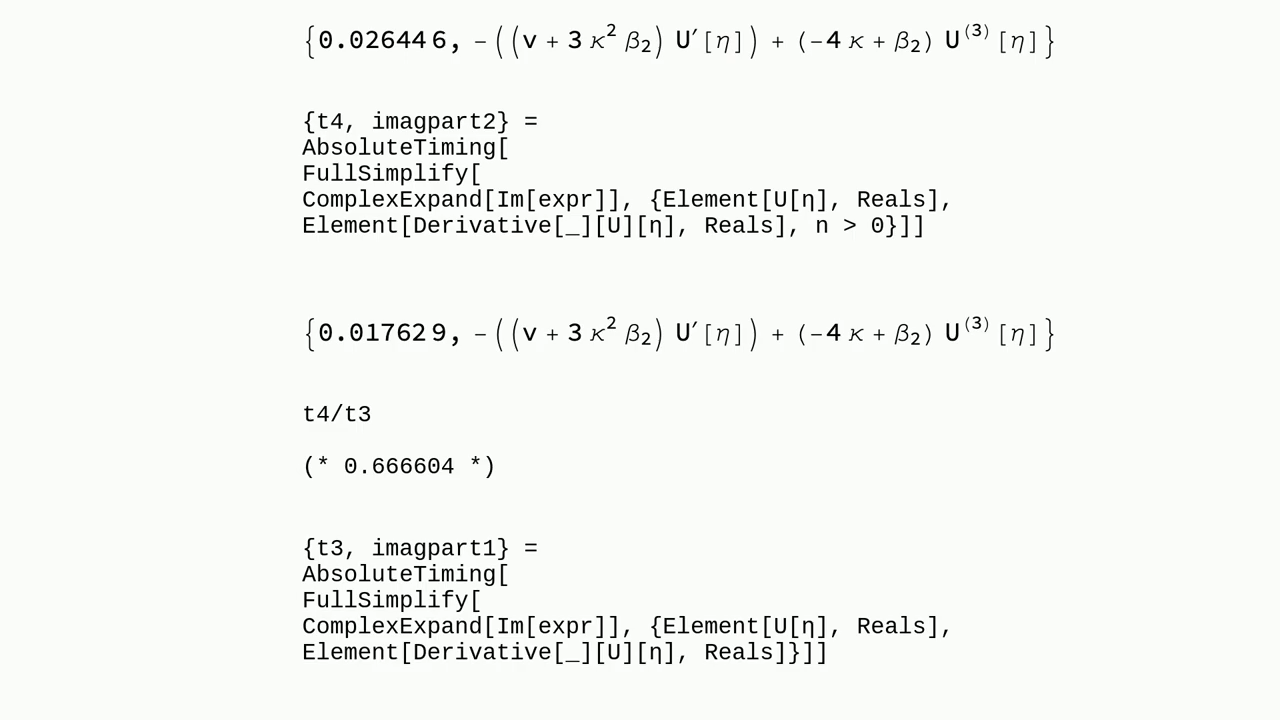 {0.026446, -((v + 3 κ² β₂) U′[η]) + (-4 κ + β₂) U⁽³⁾[η]}
{t4, imagpart2} =
AbsoluteTiming[
FullSimplify[
ComplexExpand[Im[expr]], {Element[U[η], Reals],
Element[Derivative[_][U][η], Reals], n > 0}]]
{0.017629, -((v + 3 κ² β₂) U′[η]) + (-4 κ + β₂) U⁽³⁾[η]}
t4/t3
(* 0.666604 *)
{t3, imagpart1} =
AbsoluteTiming[
FullSimplify[
ComplexExpand[Im[expr]], {Element[U[η], Reals],
Element[Derivative[_][U][η], Reals]}]]